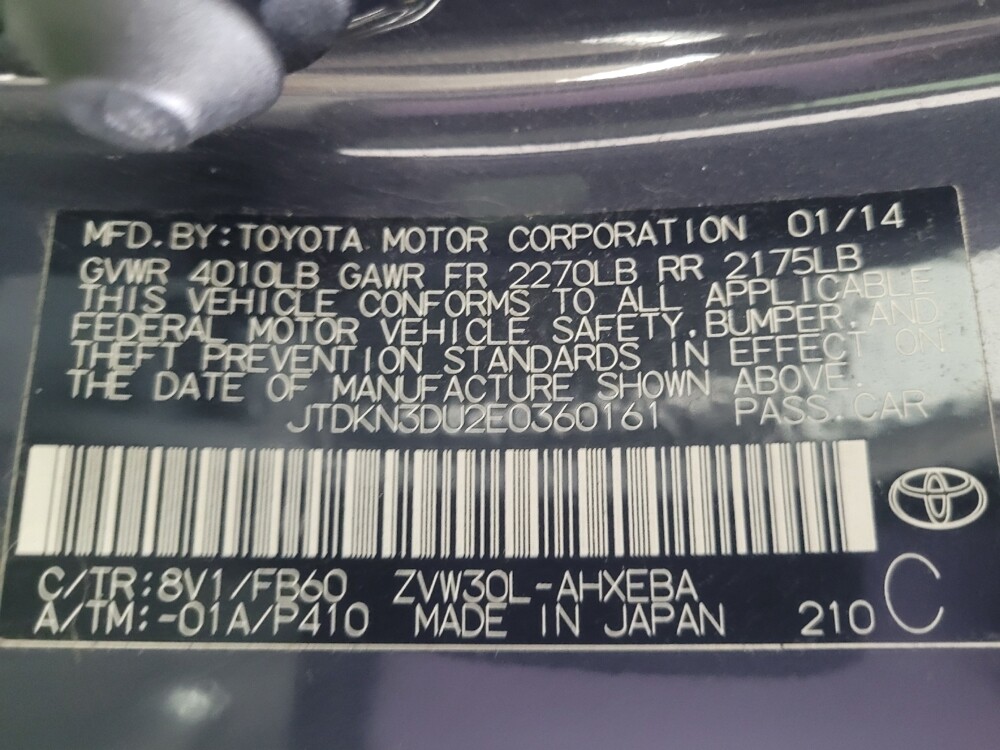 MFD. BY: TOYOTA MOTOR CORPORATION 01/14
GVWR 4010LB GAWR FR 2270LB RR 2175LB
THIS VEHICLE CONFORMS TO ALL APPLICABLE
FEDERAL MOTOR VEHICLE SAFETY, BUMPER, AND
THEFT PREVENTION STANDARDS IN EFFECT ON
THE DATE OF MANUFACTURE SHOWN ABOVE.
JTDKN3DU2E0360161 PASS. CAR
C/TR: 8V1/FB60 ZVW30L-AHXEBA
A/TM: -01A/P410 MADE IN JAPAN 210 C